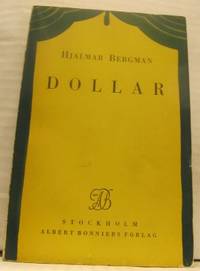 HJALMAR BERGMAN
DOLLAR
AB
STOCKHOLM
ALBERT BONNIERS FÖRLAG